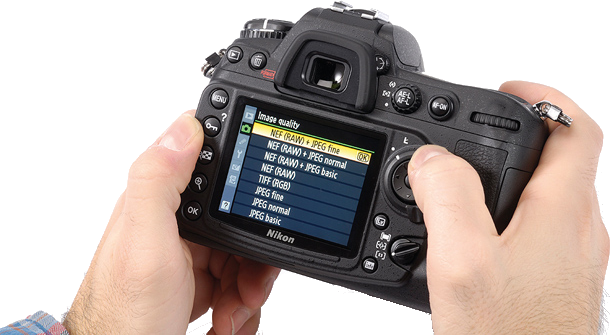 FORMAT
AE-L
AF-L
AF-ON
MENU
?
Image quality
NEF (RAW) + JPEG fine
OK
NEF (RAW) + JPEG normal
NEF (RAW) + JPEG basic
NEF (RAW)
TIFF (RGB)
JPEG fine
JPEG normal
JPEG basic
?
OK
L
Nikon